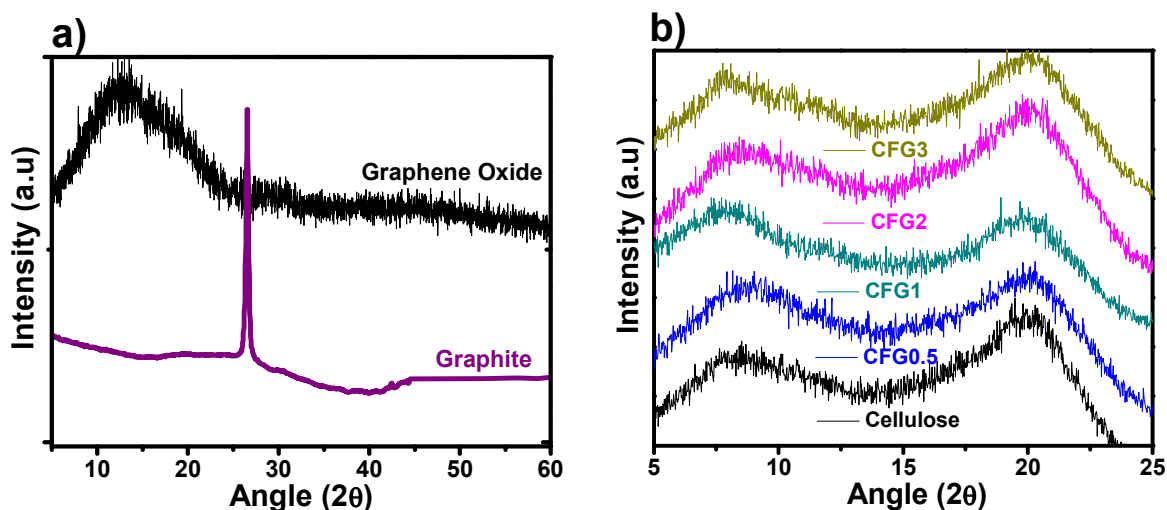 a)
Intensity (a.u)
Graphene Oxide
Graphite
10 20 30 40 50 60
Angle (2θ)
b)
Intensity (a.u
CFG3
CFG2
CFG1
CFG0.5
Cellulose
5 10 15 20 25
Angle (2θ)